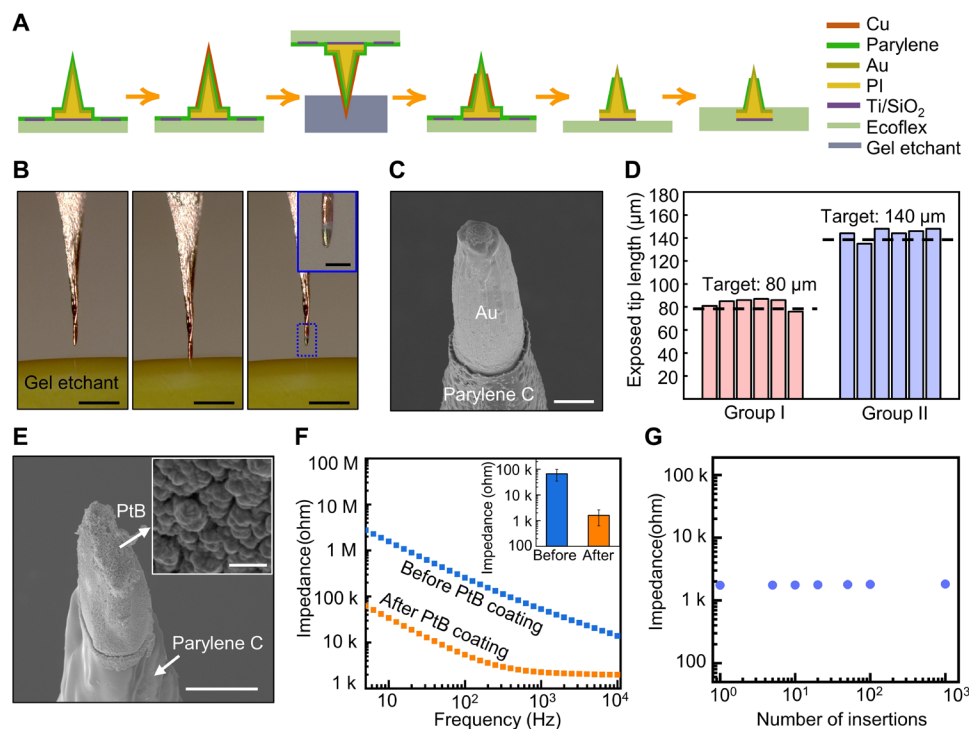 A
Cu
Parylene
Au
PI
Ti/SiO2
Ecoflex
Gel etchant
B
Gel etchant
C
Au
Parylene C
D
Exposed tip length (μm)
180
160
140
120
100
80
60
40
20
Target: 80 μm
Target: 140 μm
Group I
Group II
E
PtB
Parylene C
F
Impedance(ohm)
100 M
10 M
1 M
100 k
10 k
1 k
Before PtB coating
After PtB coating
10¹
10²
10³
10⁴
Frequency (Hz)
Impedance (ohm)
100 k
10 k
1 k
100
Before
After
G
Impedance(ohm)
100 k
10 k
1 k
100
10⁰
10¹
10²
10³
Number of insertions